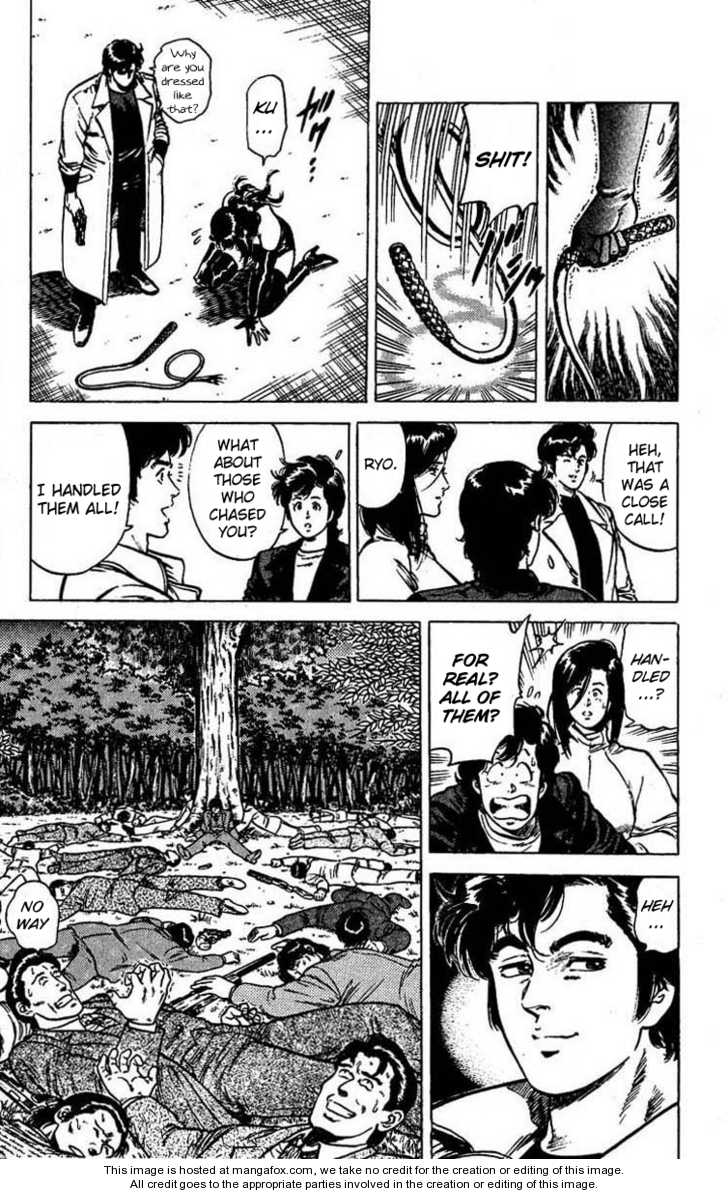 SHIT!
KU
...
Why
are you
dressed
like
that?
HEH,
THAT
WAS A
CLOSE
CALL!
RYO.
WHAT
ABOUT
THOSE
WHO
CHASED
YOU?
I HANDLED
THEM ALL!
HAN-
DLED
...?
FOR
REAL?
ALL OF
THEM?
HEH
...
NO
WAY
This image is hosted at mangafox.com, we take no credit for the creation or editing of this image.
All credit goes to the appropriate parties involved in the creation or editing of this image.